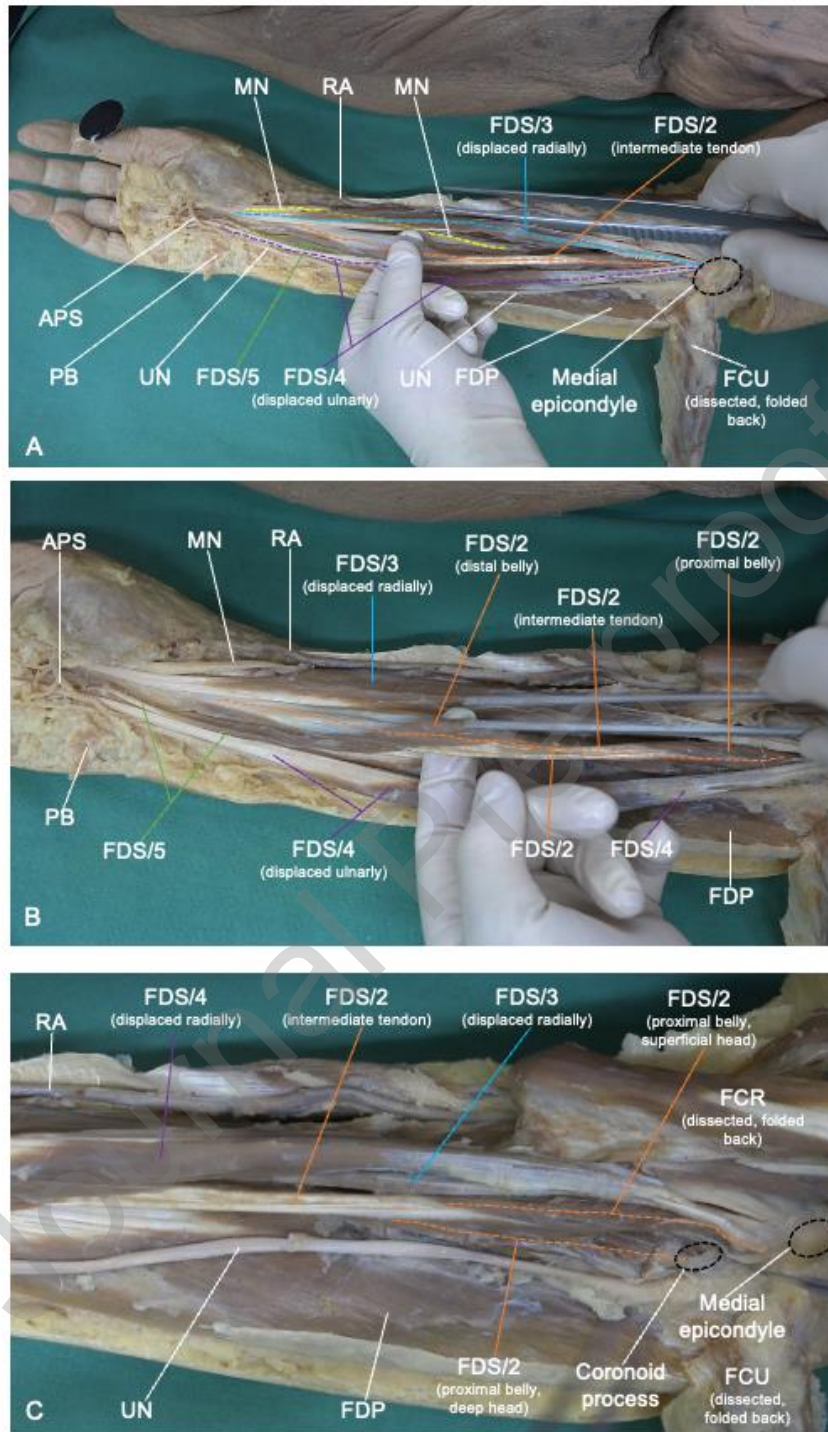 MN RA MN
FDS/3 FDS/2
(displaced radially) (intermediate tendon)
APS
PB UN FDS/5 FDS/4 UN FDP Medial FCU
(displaced ulnarly) epicondyle (dissected, folded
back)
A
APS MN RA FDS/2 FDS/2
FDS/3 (distal belly) (proximal belly)
(displaced radially) FDS/2
(intermediate tendon)
PB
FDS/5 FDS/4 FDS/2 FDS/4
(displaced ulnarly) FDP
B
FDS/4 FDS/2 FDS/3 FDS/2
RA (displaced radially) (intermediate tendon) (displaced radially) (proximal belly,
superficial head)
FCR
(dissected, folded
back)
Medial
epicondyle
FDS/2 Coronoid FCU
(proximal belly, process (dissected,
UN FDP deep head) folded back)
C
Journal Pre-proof